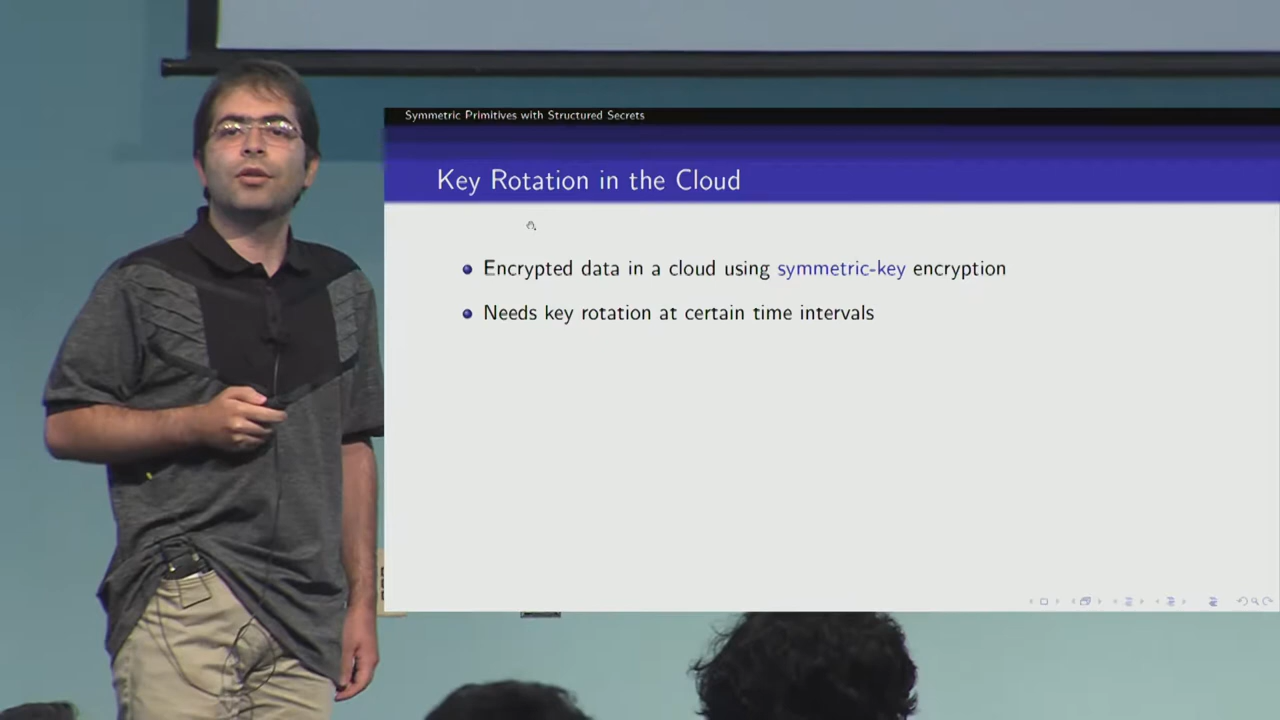 Symmetric Primitives with Structured Secrets
Key Rotation in the Cloud
Encrypted data in a cloud using symmetric-key encryption
Needs key rotation at certain time intervals